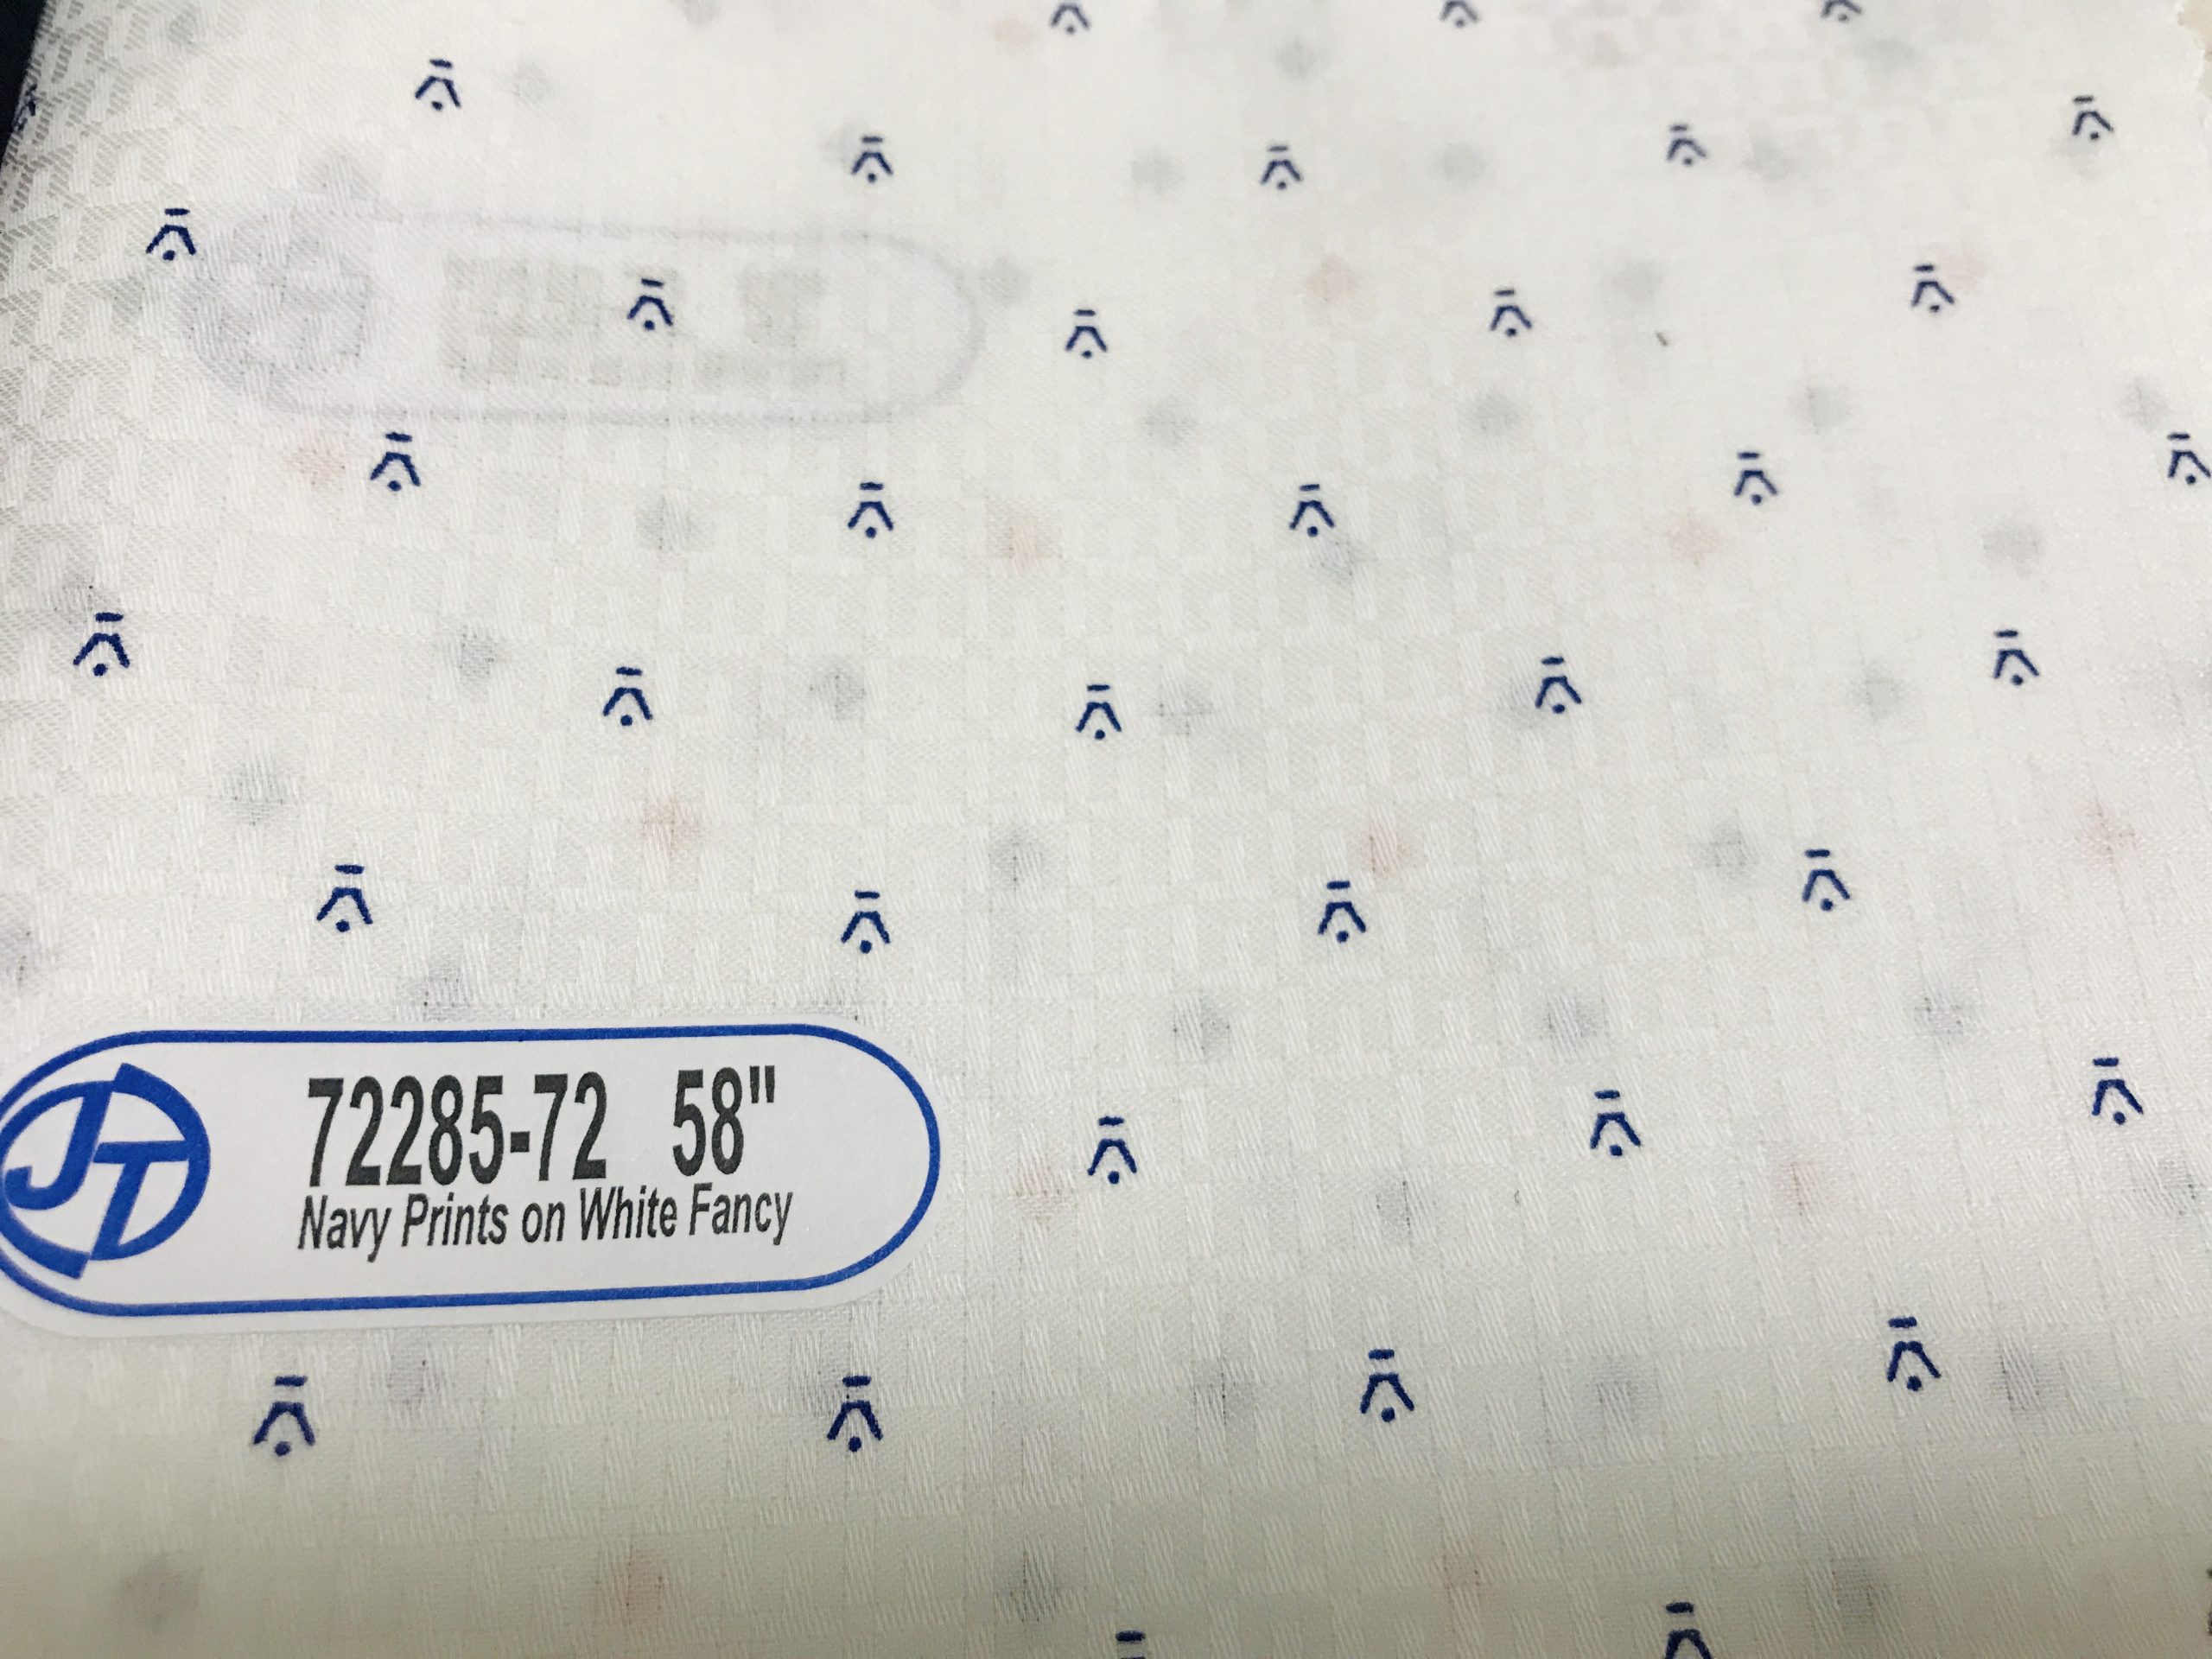 JT
72285-72 58"
Navy Prints on White Fancy